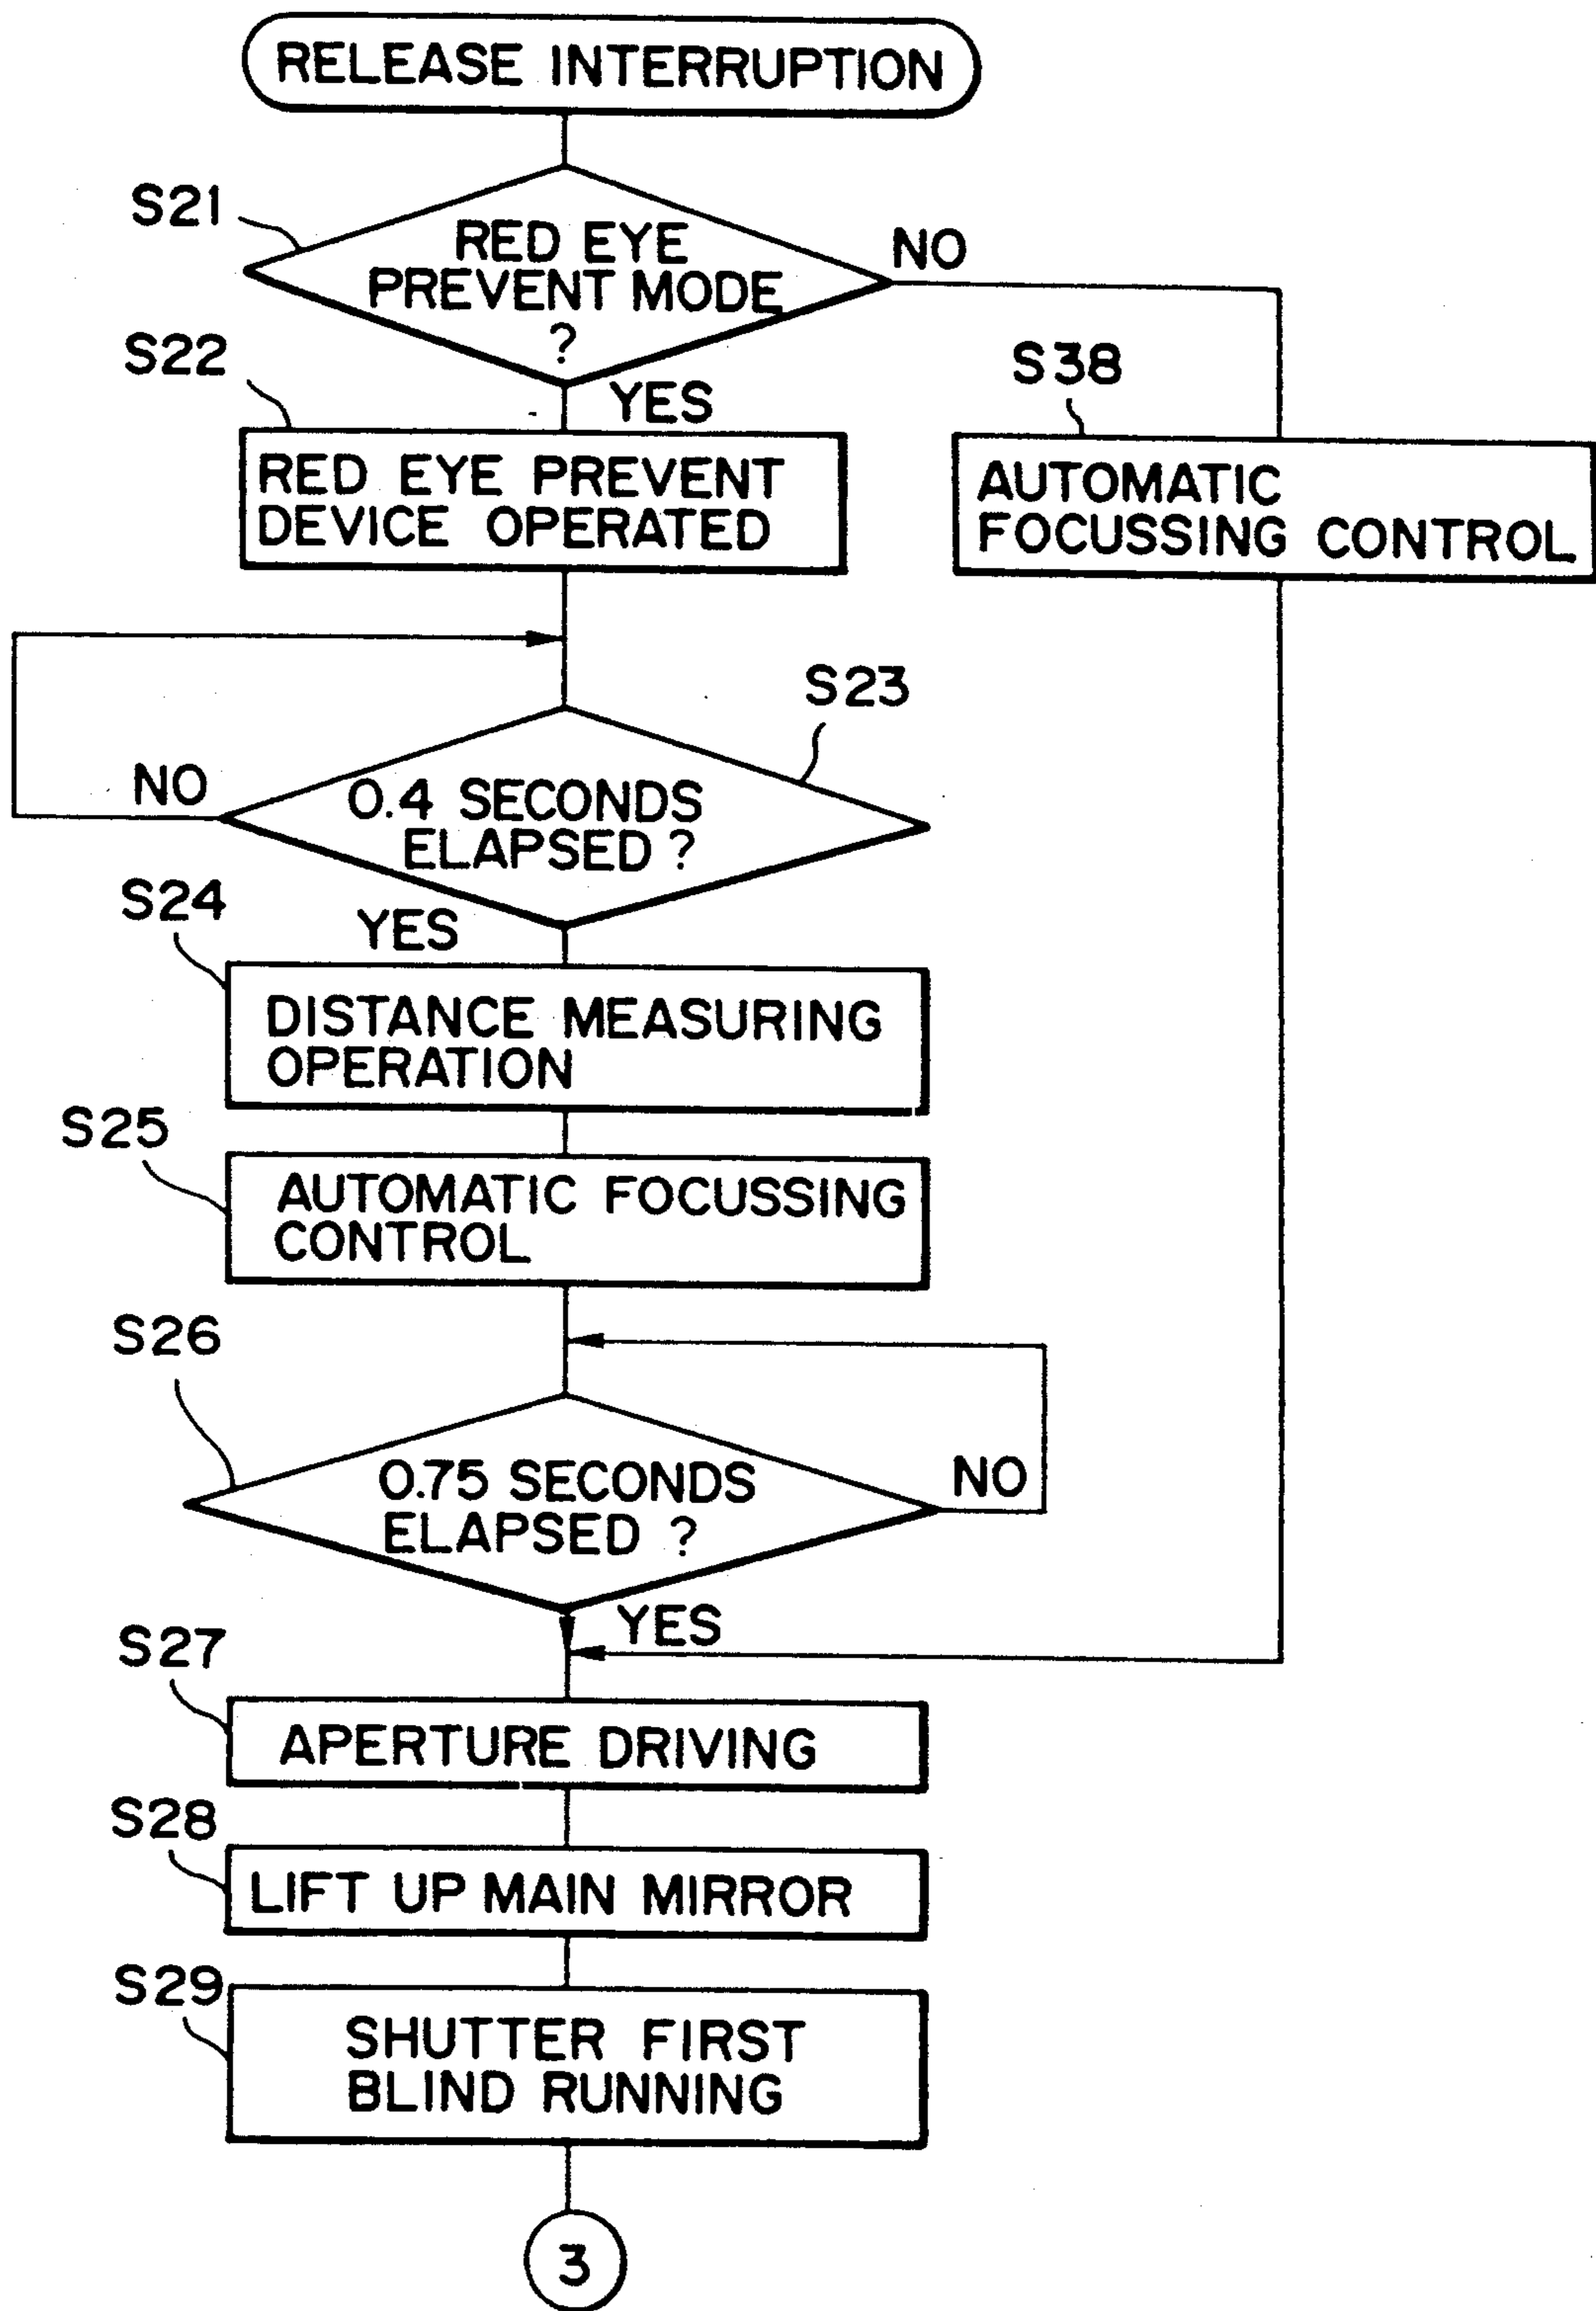 RELEASE INTERRUPTION
S21
RED EYE
PREVENT MODE
?
NO
YES
S22
RED EYE PREVENT
DEVICE OPERATED
S38
AUTOMATIC
FOCUSSING CONTROL
S23
0.4 SECONDS
ELAPSED ?
NO
YES
S24
DISTANCE MEASURING
OPERATION
S25
AUTOMATIC FOCUSSING
CONTROL
S26
0.75 SECONDS
ELAPSED ?
NO
YES
S27
APERTURE DRIVING
S28
LIFT UP MAIN MIRROR
S29
SHUTTER FIRST
BLIND RUNNING
3